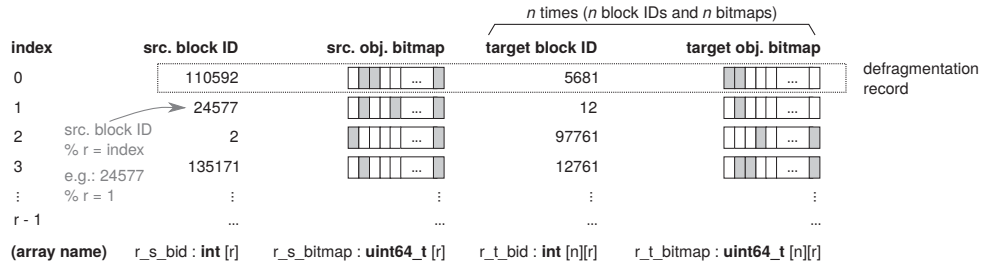 n times (n block IDs and n bitmaps)
index src. block ID src. obj. bitmap target block ID target obj. bitmap
0 110592 ... 5681 ... defragmentation
record
1 24577 ... 12 ...
src. block ID
% r = index
2 2 ... 97761 ...
3 135171 ... 12761 ...
e.g.: 24577
% r = 1
⋮ ⋮ ⋮ ⋮ ⋮
r - 1 ... ... ... ...
(array name) r_s_bid : int [r] r_s_bitmap : uint64_t [r] r_t_bid : int [n][r] r_t_bitmap : uint64_t [n][r]